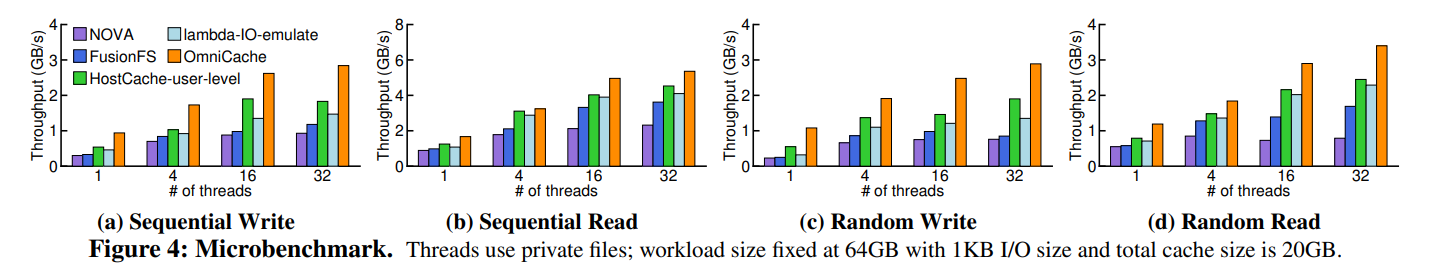 4
3
2
1
0
Throughput (GB/s)
NOVA
FusionFS
HostCache-user-level
lambda-IO-emulate
OmniCache
1 4 16 32
# of threads
(a) Sequential Write
8
6
4
2
0
Throughput (GB/s)
1 4 16 32
# of threads
(b) Sequential Read
4
3
2
1
0
Throughput (GB/s)
1 4 16 32
# of threads
(c) Random Write
4
3
2
1
0
Throughput (GB/s)
1 4 16 32
# of threads
(d) Random Read
Figure 4: Microbenchmark. Threads use private files; workload size fixed at 64GB with 1KB I/O size and total cache size is 20GB.